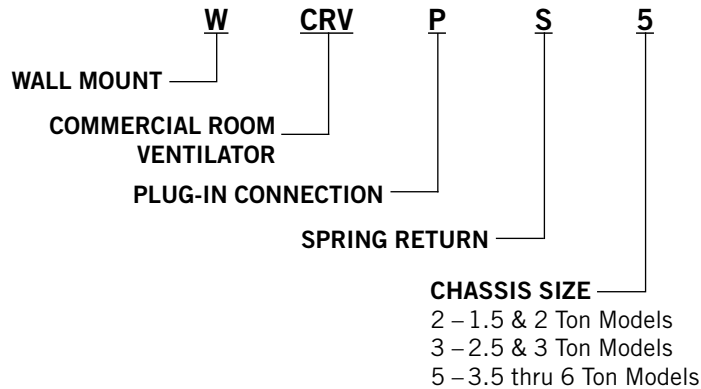 W CRV P S 5
WALL MOUNT
COMMERCIAL ROOM
VENTILATOR
PLUG-IN CONNECTION
SPRING RETURN
CHASSIS SIZE
2 – 1.5 & 2 Ton Models
3 – 2.5 & 3 Ton Models
5 – 3.5 thru 6 Ton Models